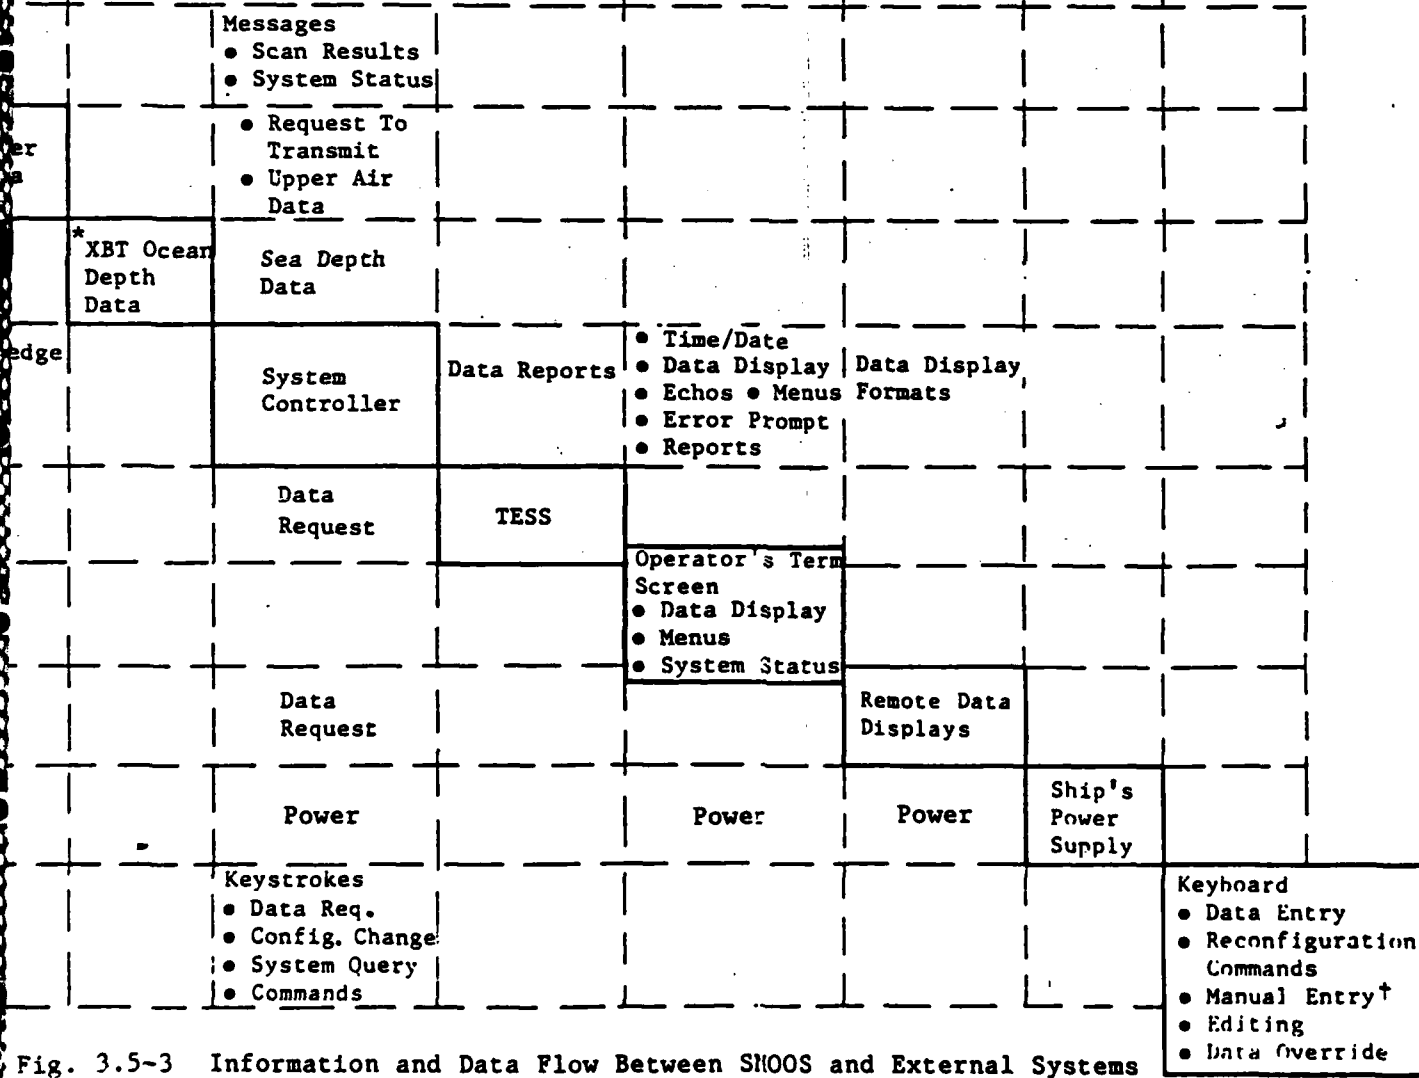 Messages
● Scan Results
● System Status
● Request To
Transmit
● Upper Air
Data
er
a
*
XBT Ocean
Depth
Data
Sea Depth
Data
edge
System
Controller
Data Reports
● Time/Date
● Data Display
● Echos ● Menus
● Error Prompt
● Reports
Data Display
Formats
Data
Request
TESS
Operator's Term
Screen
● Data Display
● Menus
● System Status
Data
Request
Remote Data
Displays
Power
Power
Power
Ship's
Power
Supply
Keystrokes
● Data Req.
● Config. Change
● System Query
● Commands
Keyboard
● Data Entry
● Reconfiguration
Commands
● Manual Entry†
● Editing
● Data Override
Fig. 3.5-3 Information and Data Flow Between SMOOS and External Systems